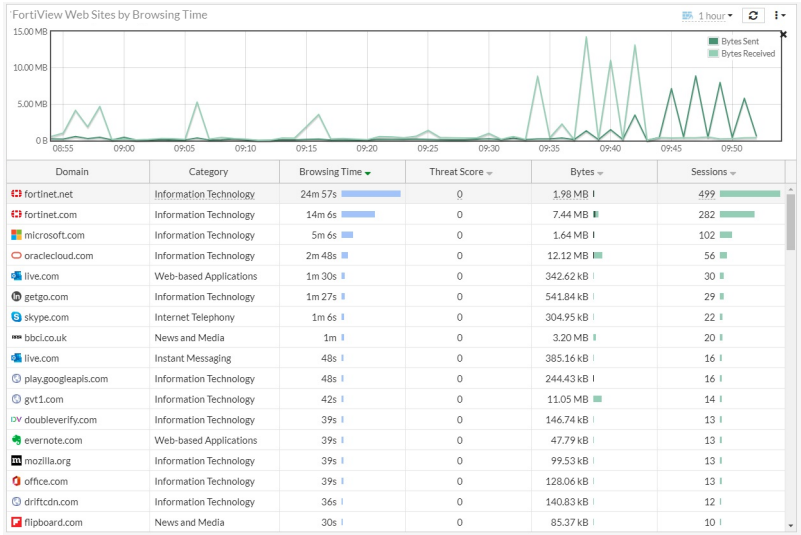 FortiView Web Sites by Browsing Time
1 hour
15.00 MB
Bytes Sent
Bytes Received
10.00 MB
5.00 MB
0 B
08:55 09:00 09:05 09:10 09:15 09:20 09:25 09:30 09:35 09:40 09:45 09:50
Domain Category Browsing Time Threat Score Bytes Sessions
fortinet.net Information Technology 24m 57s 0 1.98 MB 499
fortinet.com Information Technology 14m 6s 0 7.44 MB 282
microsoft.com Information Technology 5m 6s 0 1.64 MB 102
oraclecloud.com Information Technology 2m 48s 0 12.12 MB 56
live.com Web-based Applications 1m 30s 0 342.62 kB 30
getgo.com Information Technology 1m 27s 0 541.84 kB 29
skype.com Internet Telephony 1m 6s 0 304.95 kB 22
bbci.co.uk News and Media 1m 0 3.20 MB 20
live.com Instant Messaging 48s 0 385.16 kB 16
play.googleapis.com Information Technology 48s 0 244.43 kB 16
gvt1.com Information Technology 42s 0 11.05 MB 14
DV doubleverify.com Information Technology 39s 0 146.74 kB 13
evernote.com Web-based Applications 39s 0 47.79 kB 13
m mozilla.org Information Technology 39s 0 99.53 kB 13
office.com Information Technology 39s 0 128.06 kB 13
driftcdn.com Information Technology 36s 0 140.83 kB 12
flipboard.com News and Media 30s 0 85.37 kB 10